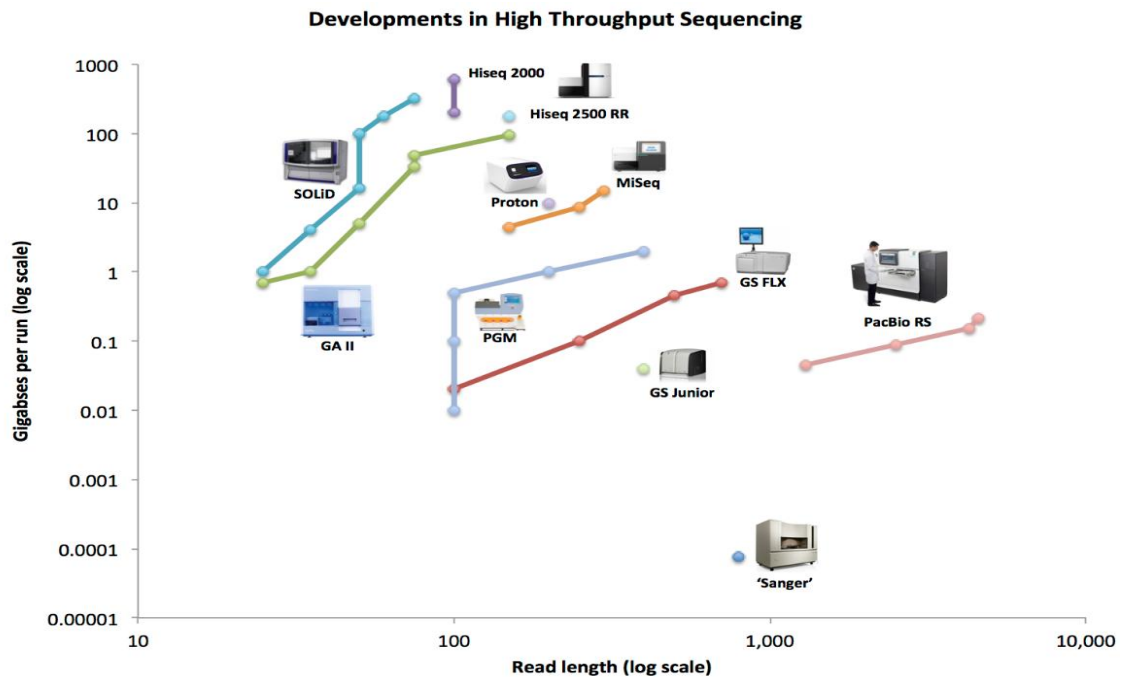 Developments in High Throughput Sequencing
Gigabses per run (log scale)
1000
100
10
1
0.1
0.01
0.001
0.0001
0.00001
Hiseq 2000
Hiseq 2500 RR
SOLiD
Proton
MiSeq
GS FLX
GA II
PGM
PacBio RS
GS Junior
‘Sanger’
10
100
1,000
10,000
Read length (log scale)